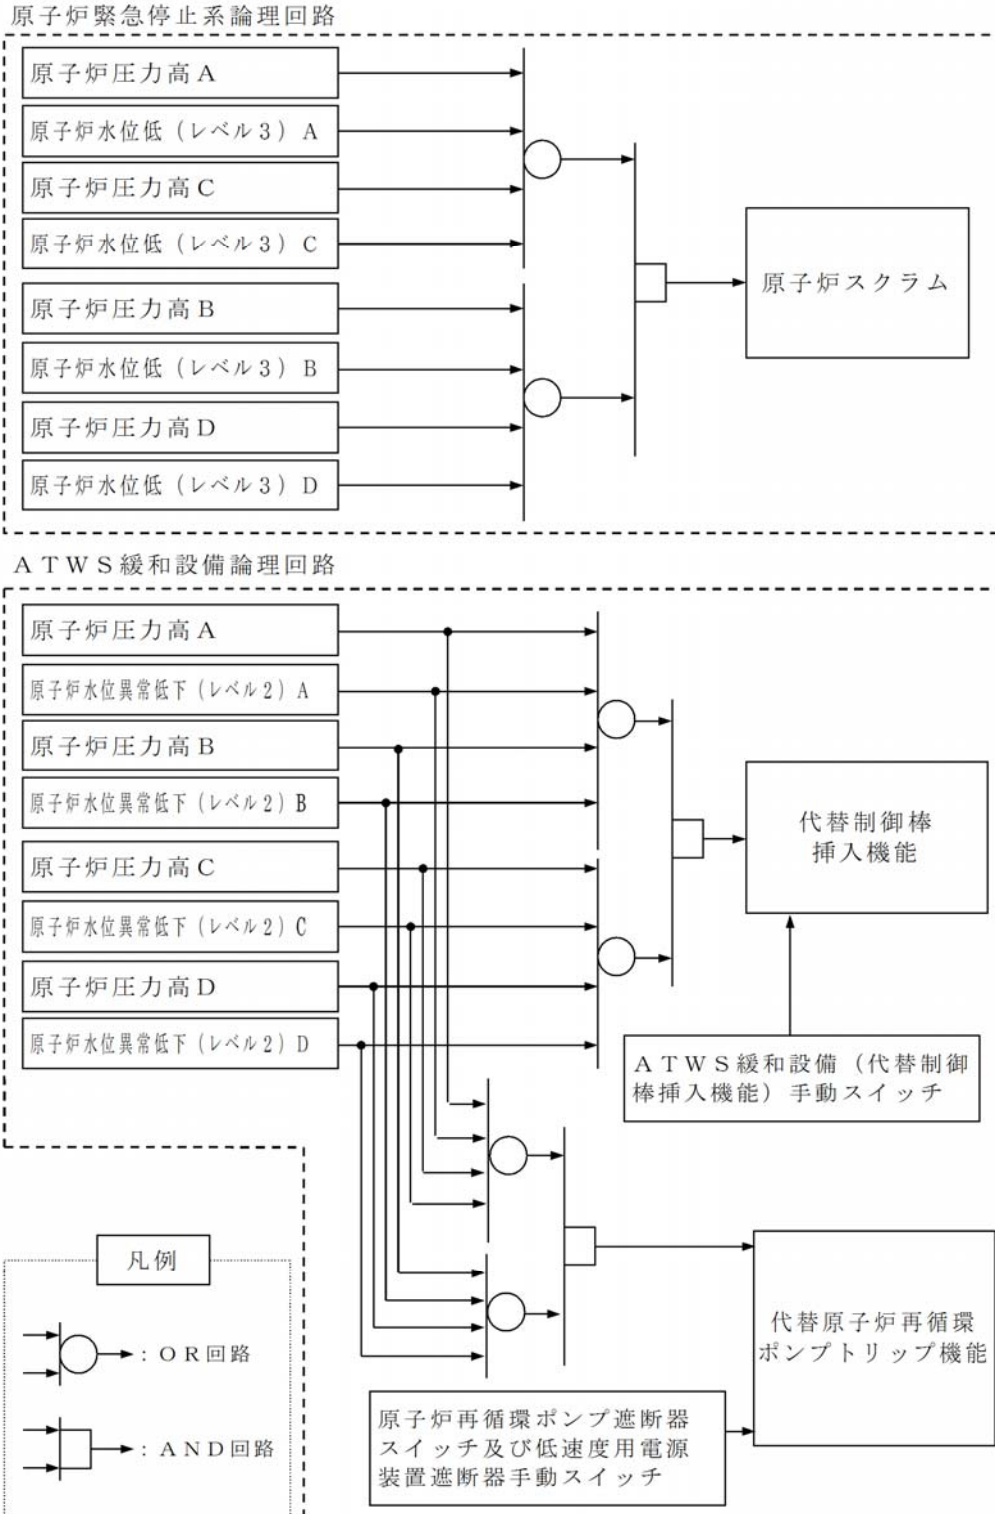 原子炉緊急停止系論理回路
原子炉圧力高A
原子炉水位低（レベル3）A
原子炉圧力高C
原子炉水位低（レベル3）C
原子炉圧力高B
原子炉水位低（レベル3）B
原子炉圧力高D
原子炉水位低（レベル3）D
原子炉スクラム
ATWS緩和設備論理回路
原子炉圧力高A
原子炉水位異常低下（レベル2）A
原子炉圧力高B
原子炉水位異常低下（レベル2）B
原子炉圧力高C
原子炉水位異常低下（レベル2）C
原子炉圧力高D
原子炉水位異常低下（レベル2）D
代替制御棒
挿入機能
ATWS緩和設備（代替制御
棒挿入機能）手動スイッチ
代替原子炉再循環
ポンプトリップ機能
原子炉再循環ポンプ遮断器
スイッチ及び低速度用電源
装置遮断器手動スイッチ
凡例
：OR回路
：AND回路